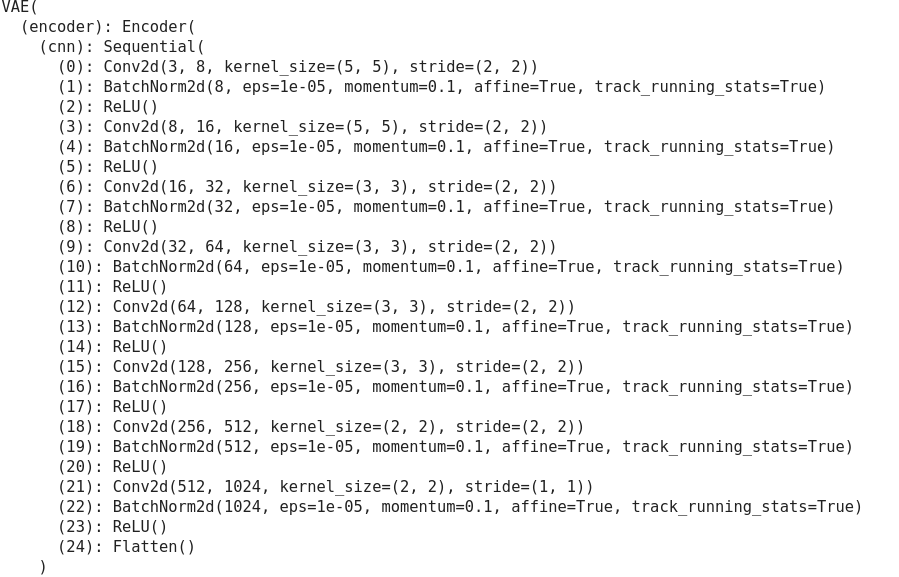 VAE(
  (encoder): Encoder(
    (cnn): Sequential(
      (0): Conv2d(3, 8, kernel_size=(5, 5), stride=(2, 2))
      (1): BatchNorm2d(8, eps=1e-05, momentum=0.1, affine=True, track_running_stats=True)
      (2): ReLU()
      (3): Conv2d(8, 16, kernel_size=(5, 5), stride=(2, 2))
      (4): BatchNorm2d(16, eps=1e-05, momentum=0.1, affine=True, track_running_stats=True)
      (5): ReLU()
      (6): Conv2d(16, 32, kernel_size=(3, 3), stride=(2, 2))
      (7): BatchNorm2d(32, eps=1e-05, momentum=0.1, affine=True, track_running_stats=True)
      (8): ReLU()
      (9): Conv2d(32, 64, kernel_size=(3, 3), stride=(2, 2))
      (10): BatchNorm2d(64, eps=1e-05, momentum=0.1, affine=True, track_running_stats=True)
      (11): ReLU()
      (12): Conv2d(64, 128, kernel_size=(3, 3), stride=(2, 2))
      (13): BatchNorm2d(128, eps=1e-05, momentum=0.1, affine=True, track_running_stats=True)
      (14): ReLU()
      (15): Conv2d(128, 256, kernel_size=(3, 3), stride=(2, 2))
      (16): BatchNorm2d(256, eps=1e-05, momentum=0.1, affine=True, track_running_stats=True)
      (17): ReLU()
      (18): Conv2d(256, 512, kernel_size=(2, 2), stride=(2, 2))
      (19): BatchNorm2d(512, eps=1e-05, momentum=0.1, affine=True, track_running_stats=True)
      (20): ReLU()
      (21): Conv2d(512, 1024, kernel_size=(2, 2), stride=(1, 1))
      (22): BatchNorm2d(1024, eps=1e-05, momentum=0.1, affine=True, track_running_stats=True)
      (23): ReLU()
      (24): Flatten()
    )